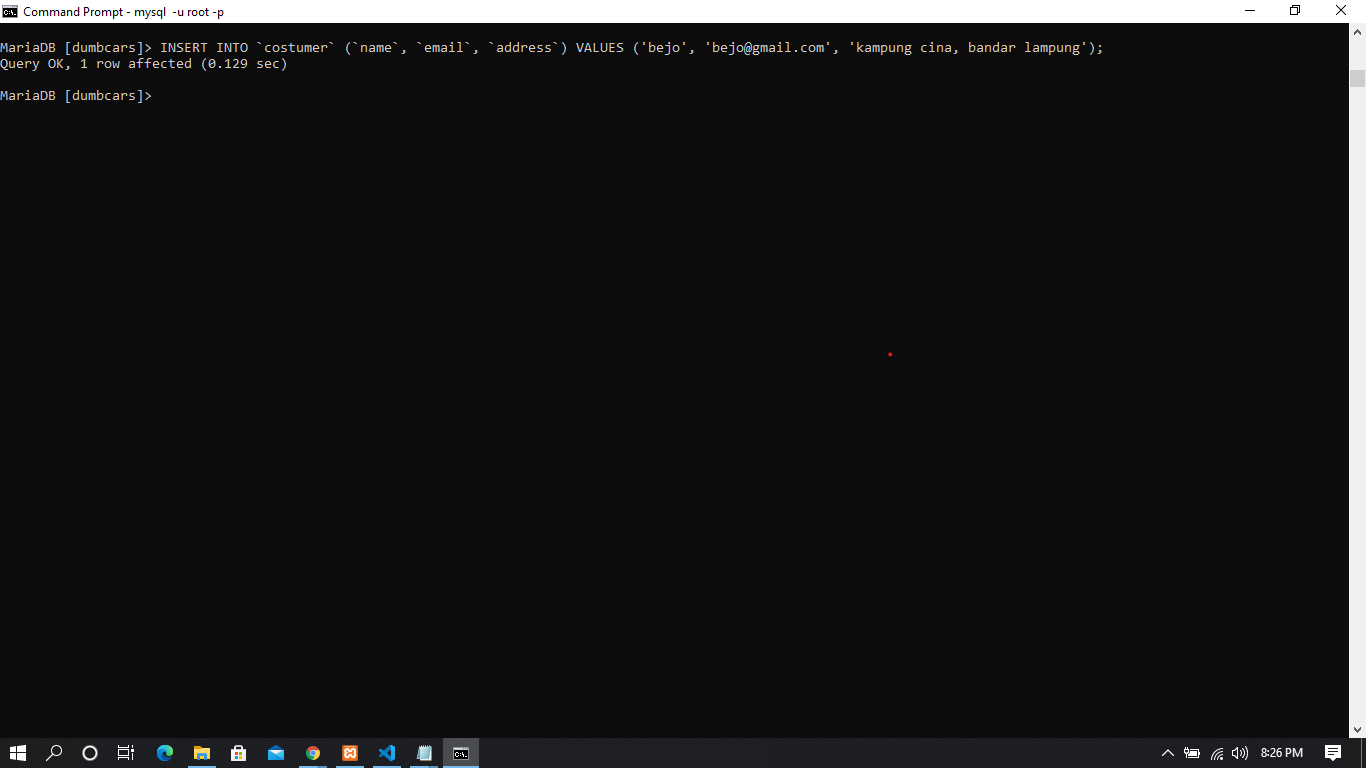 Command Prompt - mysql  -u root -p
MariaDB [dumbcars]> INSERT INTO `costumer` (`name`, `email`, `address`) VALUES ('bejo', 'bejo@gmail.com', 'kampung cina, bandar lampung');
Query OK, 1 row affected (0.129 sec)
MariaDB [dumbcars]>
8:26 PM